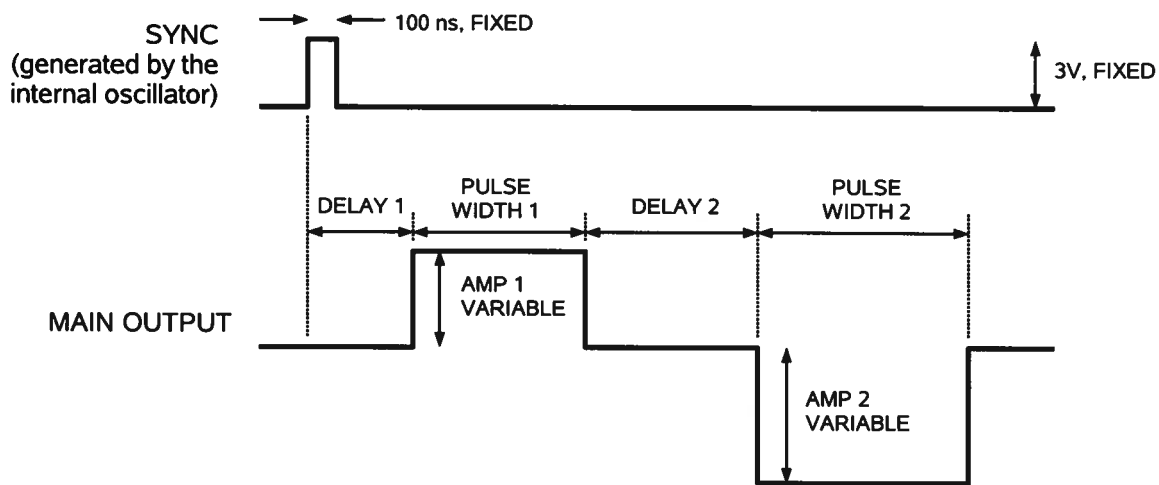 SYNC
(generated by the
internal oscillator)
100 ns, FIXED
3V, FIXED
DELAY 1
PULSE
WIDTH 1
DELAY 2
PULSE
WIDTH 2
AMP 1
VARIABLE
MAIN OUTPUT
AMP 2
VARIABLE